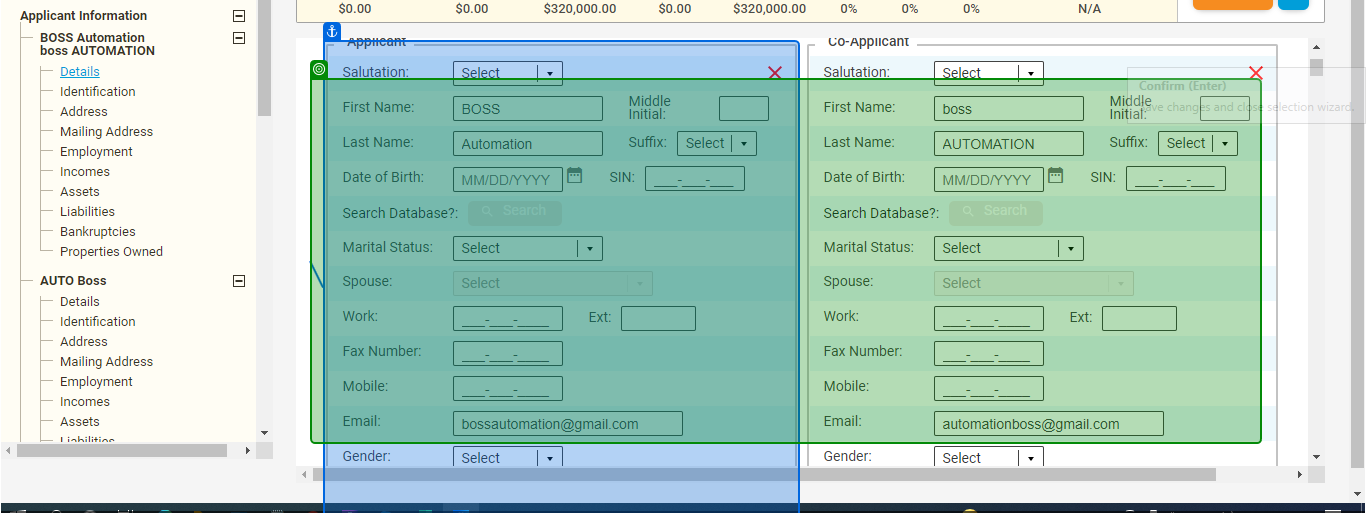 Applicant Information
BOSS Automation
boss AUTOMATION
Details
Identification
Address
Mailing Address
Employment
Incomes
Assets
Liabilities
Bankruptcies
Properties Owned
AUTO Boss
Details
Identification
Address
Mailing Address
Employment
Incomes
Assets
Liabilities
$0.00 $0.00 $320,000.00 $0.00 $320,000.00 0% 0% 0% N/A
Applicant
Salutation: Select
First Name: BOSS Middle Initial:
Last Name: Automation Suffix: Select
Date of Birth: MM/DD/YYYY SIN: ___-___-___
Search Database?: Search
Marital Status: Select
Spouse: Select
Work: ___-___-____ Ext:
Fax Number: ___-___-____
Mobile: ___-___-____
Email: bossautomation@gmail.com
Gender: Select
Co-Applicant
Salutation: Select
First Name: boss Middle Initial:
Last Name: AUTOMATION Suffix: Select
Date of Birth: MM/DD/YYYY SIN: ___-___-___
Search Database?: Search
Marital Status: Select
Spouse: Select
Work: ___-___-____ Ext:
Fax Number: ___-___-____
Mobile: ___-___-____
Email: automationboss@gmail.com
Gender: Select
Confirm (Enter)
changes and close selection wizard.